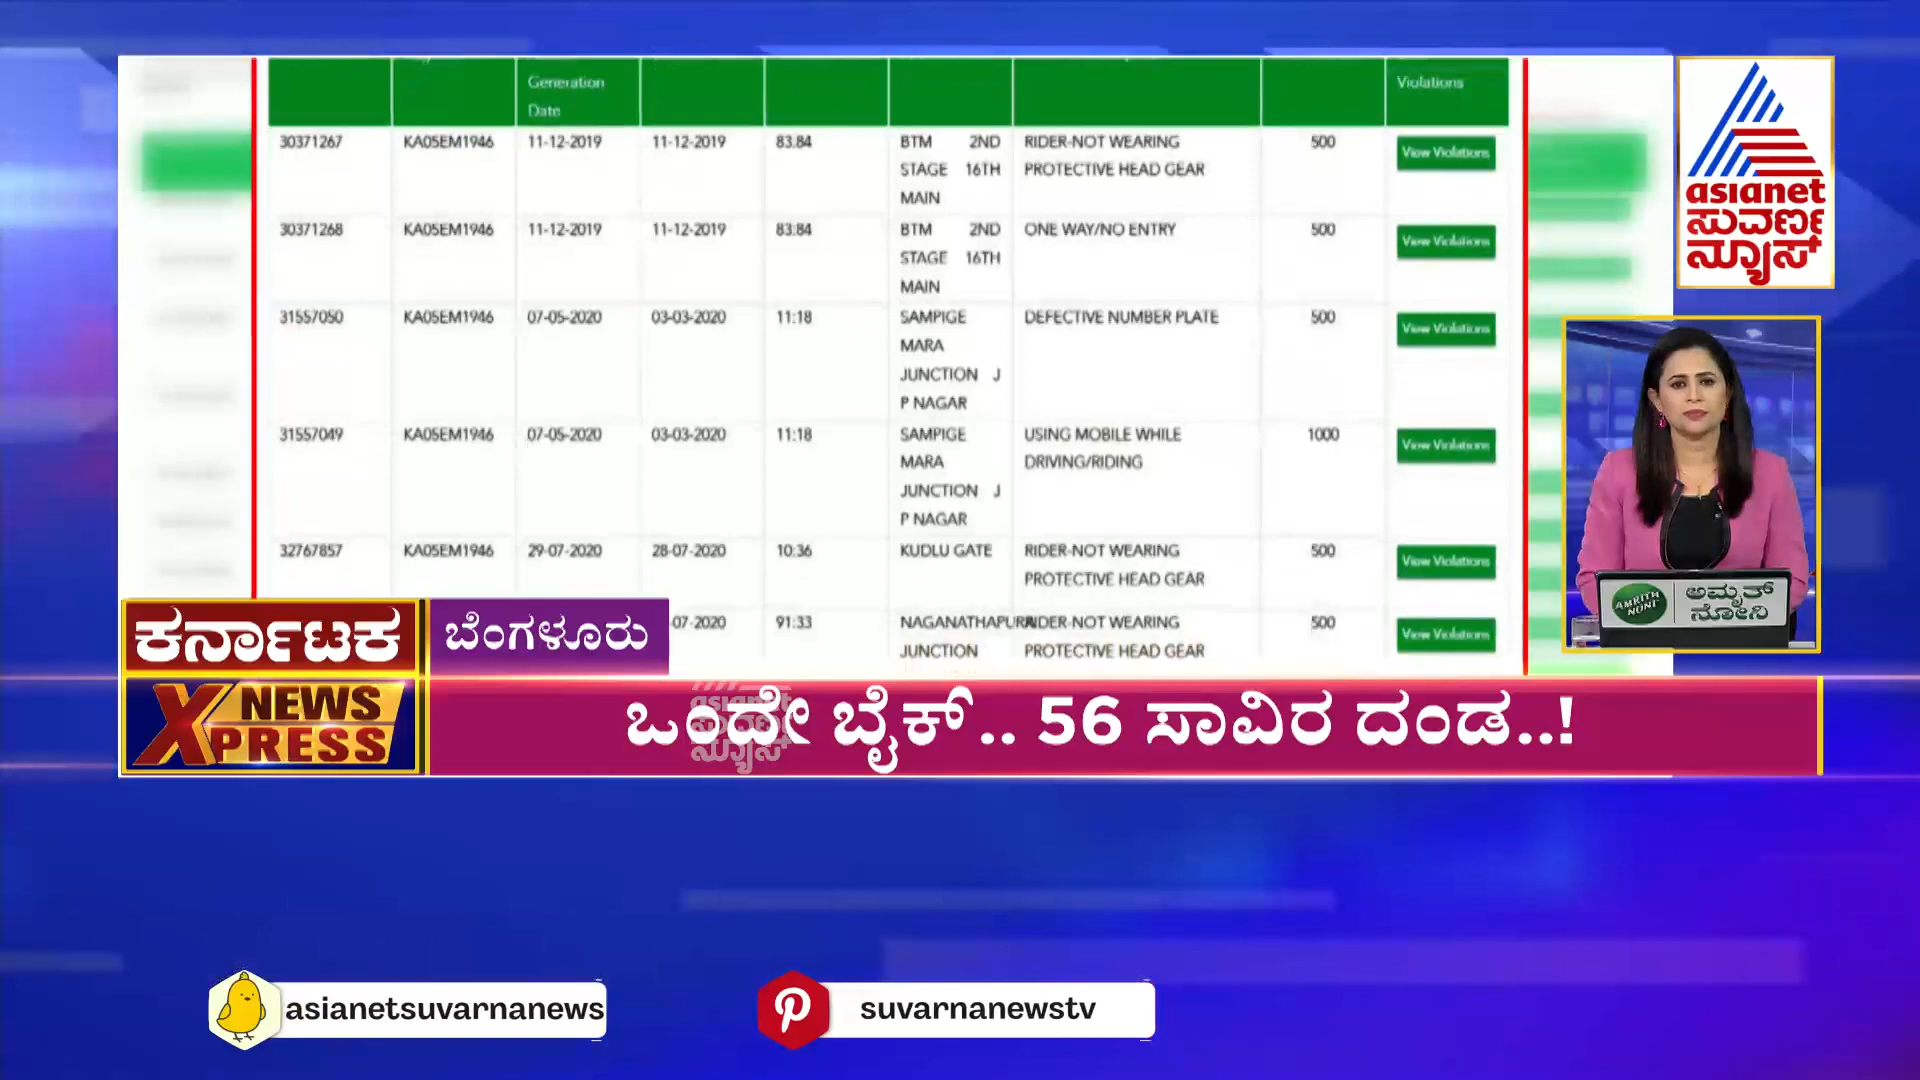 Generation Violations
Date
30371267 KA05EM1946 11-12-2019 11-12-2019 83:84 BTM 2ND RIDER-NOT WEARING 500 View Violations
STAGE 16TH PROTECTIVE HEAD GEAR
MAIN
30371268 KA05EM1946 11-12-2019 11-12-2019 83:84 BTM 2ND ONE WAY/NO ENTRY 500 View Violations
STAGE 16TH
MAIN
31557050 KA05EM1946 07-05-2020 03-03-2020 11:18 SAMPIGE DEFECTIVE NUMBER PLATE 500 View Violations
MARA
JUNCTION J
P NAGAR
31557049 KA05EM1946 07-05-2020 03-03-2020 11:18 SAMPIGE USING MOBILE WHILE 1000 View Violations
MARA DRIVING/RIDING
JUNCTION J
P NAGAR
32767857 KA05EM1946 29-07-2020 28-07-2020 10:36 KUDLU GATE RIDER-NOT WEARING 500 View Violations
PROTECTIVE HEAD GEAR
-07-2020 91:33 NAGANATHAPURA RIDER-NOT WEARING 500 View Violations
JUNCTION PROTECTIVE HEAD GEAR
asianet
ಸುವರ್ಣ
ನ್ಯೂಸ್
AMRITH
NONI
ಅಮೃತ್
ನೋನಿ
ಕರ್ನಾಟಕ
ಬೆಂಗಳೂರು
NEWS
XPRESS
ಒಂದೇ ಬೈಕ್.. 56 ಸಾವಿರ ದಂಡ..!
asianet
ಸುವರ್ಣ
ನ್ಯೂಸ್
asianetsuvarnanews
suvarnanewstv